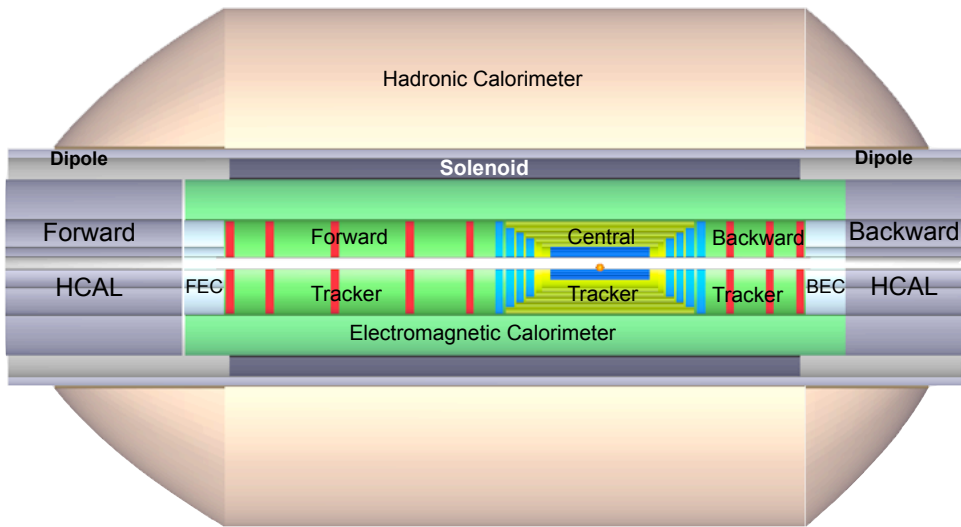 Hadronic Calorimeter
Dipole
Dipole
Solenoid
Forward
Forward
Central
Backward
Backward
HCAL
FEC
Tracker
Tracker
Tracker
BEC
HCAL
Electromagnetic Calorimeter